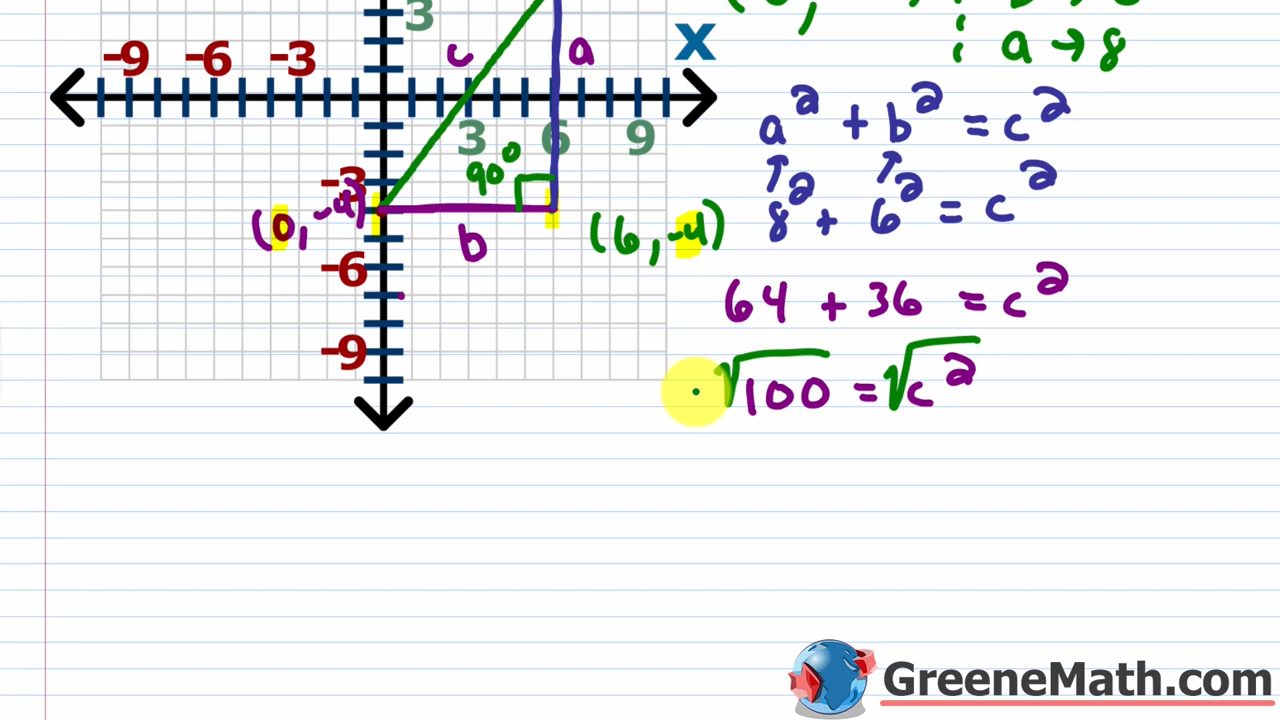 3
-9 -6 -3
c a
X
a → 8
a² + b² = c²
3 6 9
90°
-3
↑ ↑
8² + 6² = c²
(0, -4)
(6, -4)
b
-6
64 + 36 = c²
-9
√100 = √c²
GreeneMath.com